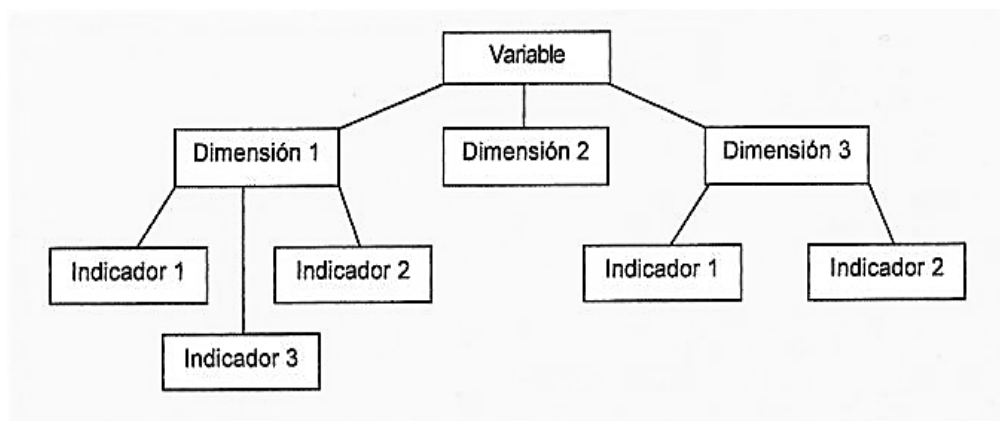 Variable
Dimensión 1
Dimensión 2
Dimensión 3
Indicador 1
Indicador 2
Indicador 1
Indicador 2
Indicador 3